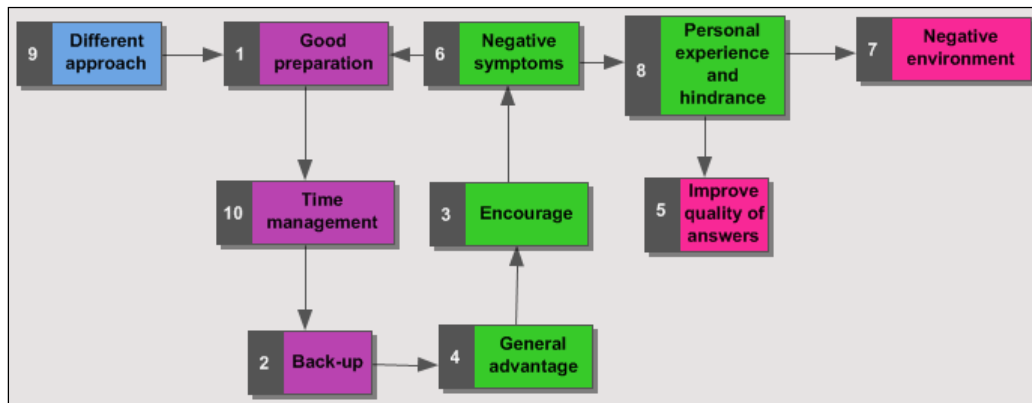 9
Different
approach
1
Good
preparation
6
Negative
symptoms
8
Personal
experience
and
hindrance
7
Negative
environment
10
Time
management
3
Encourage
5
Improve
quality of
answers
2
Back-up
4
General
advantage